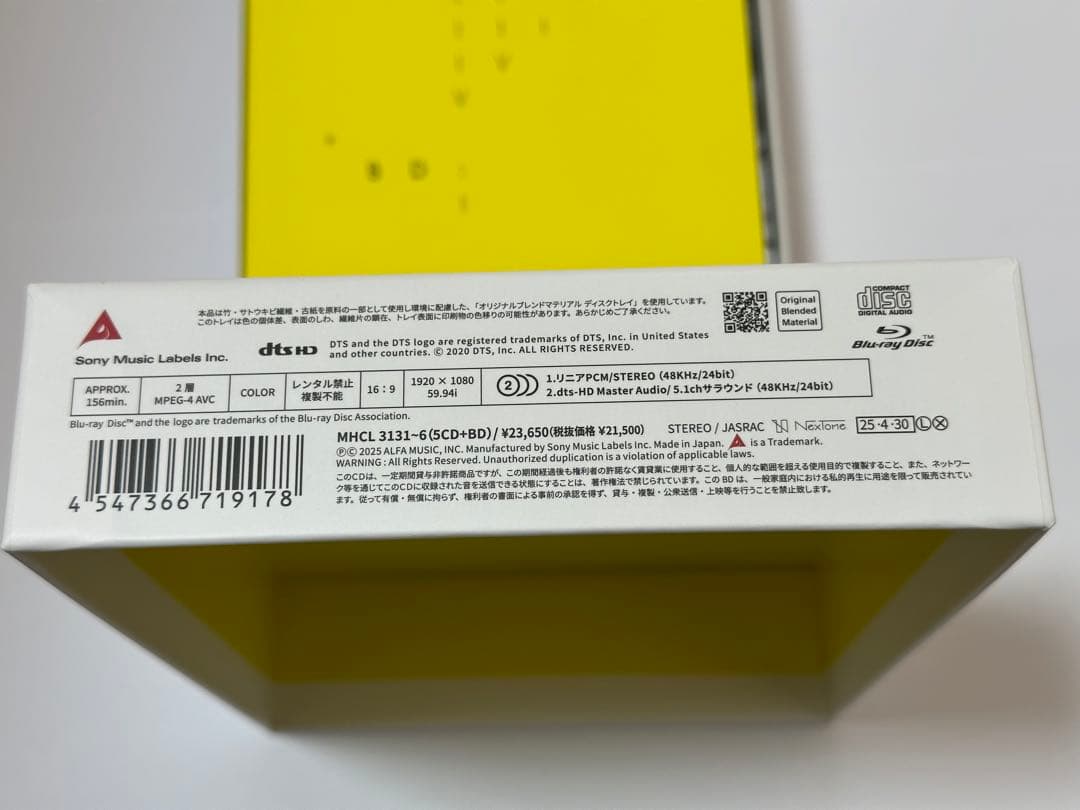 B D
本品は竹・サトウキビ繊維・古紙を原料の一部として使用し環境に配慮した、「オリジナルブレンドマテリアル ディスクトレイ」を使用しています。
このトレイは色の個体差、表面のしわ、繊維片の顕在、トレイ表面に印刷物の色移りの可能性があります。あらかじめご了承ください。
Original
Blended
Material
COMPACT
disc
DIGITAL AUDIO
Sony Music Labels Inc.
dts HD
DTS and the DTS logo are registered trademarks of DTS, Inc. in United States
and other countries. © 2020 DTS, Inc. ALL RIGHTS RESERVED.
Blu-ray Disc™
APPROX.
156min.
2層
MPEG-4 AVC
COLOR
レンタル禁止
複製不能
16:9
1920 × 1080
59.94i
2
1.リニアPCM/STEREO (48KHz/24bit)
2.dts-HD Master Audio/ 5.1chサラウンド (48KHz/24bit)
Blu-ray Disc™ and the logo are trademarks of the Blu-ray Disc Association.
MHCL 3131~6(5CD+BD)/¥23,650(税抜価格 ¥21,500)
STEREO / JASRAC NexTone 25・4・30 L X
ⓅⒸ 2025 ALFA MUSIC, INC. Manufactured by Sony Music Labels Inc. Made in Japan. is a Trademark.
WARNING : All Rights Reserved. Unauthorized duplication is a violation of applicable laws.
このCDは、一定期間貸与非許諾商品ですが、この期間経過後も権利者の許諾なく賃貸業に使用すること、個人的な範囲を超える使用目的で複製すること、また、ネットワー
ク等を通じてこのCDに収録された音を送信できる状態にすることは、著作権法で禁じられています。この BD は、一般家庭内における私的再生に用途を限って販売されてい
ます。従って有償・無償に拘らず、権利者の書面による事前の承認を得ず、貸与・複製・公衆送信・上映等を行うことを禁止致します。
4 547366 719178